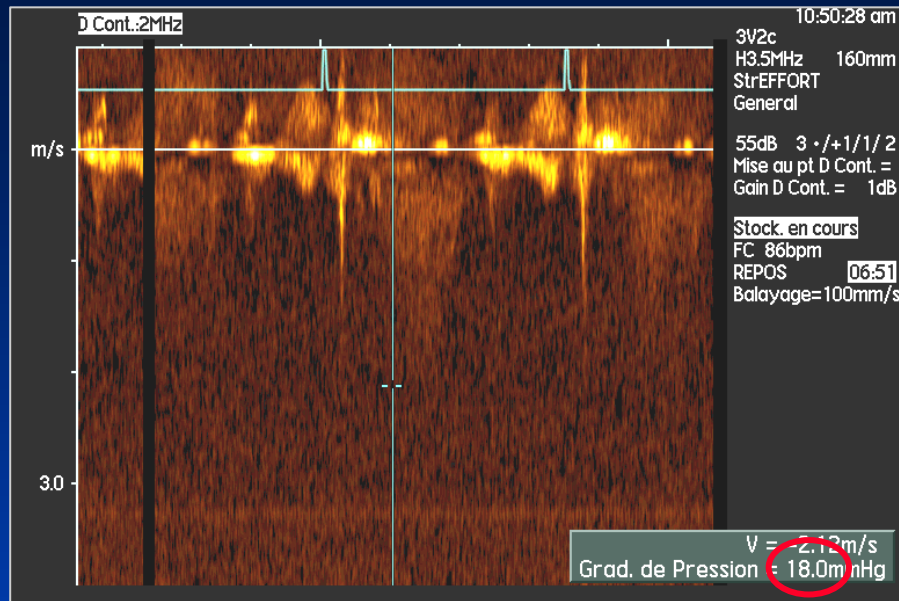 D Cont.:2MHz
10:50:28 am
3V2c
H3.5MHz 160mm
StrEFFORT
General
55dB 3 •/+1/1/ 2
Mise au pt D Cont. =
Gain D Cont. = 1dB
Stock. en cours
FC 86bpm
REPOS 06:51
Balayage=100mm/s
m/s
3.0
V = -2.12m/s
Grad. de Pression = 18.0mmHg